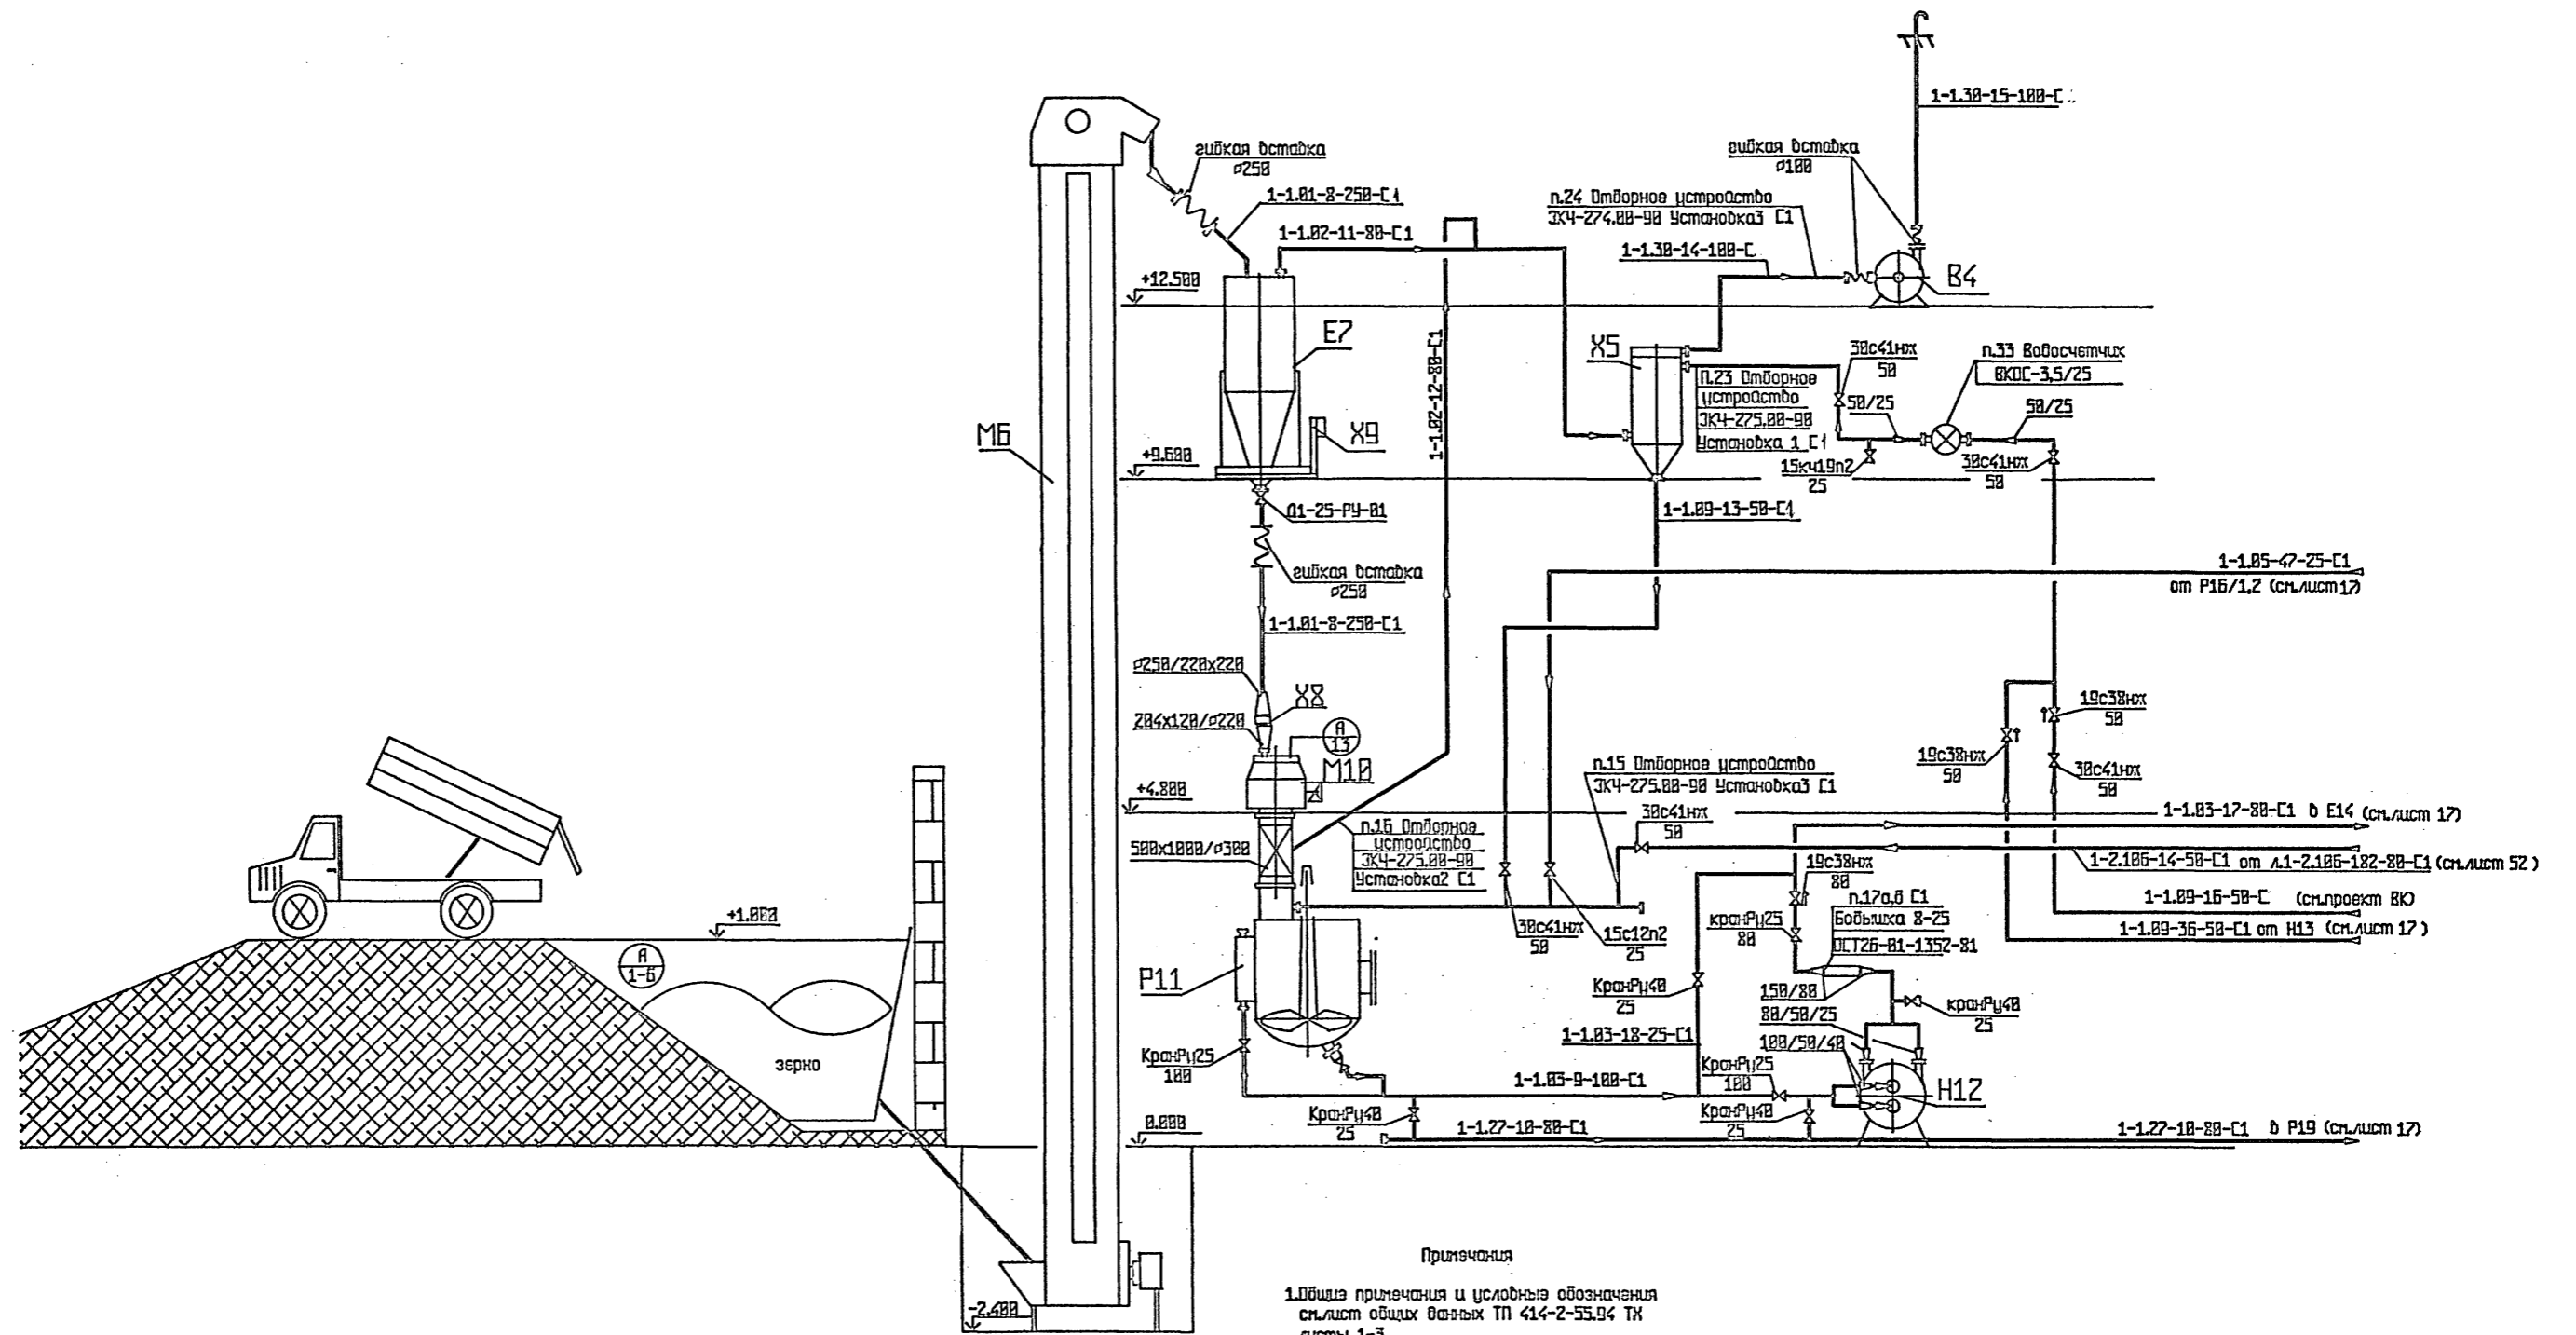 1-1.30-15-100-С
гибкая вставка
⌀250
гибкая вставка
⌀100
1-1.01-8-250-С1
п.24 Отборное устройство
ЗКЧ-274.00-90 Установка3 С1
1-1.02-11-80-С1
1-1.30-14-100-С
В4
+12.500
Е7
Х5
1-1.02-12-80-С1
30с41нж
50
п.33 Водосчетчик
ВКОС-3,5/25
П.23 Отборное
устройство
ЗКЧ-275.00-90
Установка 1 С1
50/25
50/25
М6
Х9
+9.600
15кч19п2
25
30с41нж
50
Д1-25-РУ-01
1-1.09-13-50-С1
гибкая вставка
⌀250
1-1.05-47-25-С1
от Р16/1,2 (см.лист 17)
1-1.01-8-250-С1
⌀250/220х220
Х8
204х120/⌀220
А
13
М10
19с38нж
50
19с38нж
50
30с41нж
50
п.15 Отборное устройство
ЗКЧ-275.00-90 Установка3 С1
+4.800
30с41нж
50
1-1.03-17-80-С1 в Е14 (см.лист 17)
п.16 Отборное
устройство
ЗКЧ-275.00-90
Установка2 С1
500х1000/⌀300
1-2.106-14-50-С1 от л.1-2.106-182-80-С1 (см.лист 52)
19с38нж
80
п.17а,б С1
Бобышка 8-25
ОСТ26-01-1352-81
1-1.09-16-50-С (см.проект ВК)
1-1.09-36-50-С1 от Н13 (см.лист 17)
+1.060
кранРу25
80
30с41нж
50
15с12п2
25
А
1-6
Р11
КранРу40
25
150/80
кранРу40
25
80/50/25
1-1.03-18-25-С1
100/50/40
зерно
КранРу25
100
1-1.03-9-100-С1
КранРу25
100
Н12
КранРу40
25
КранРу40
25
0.000
1-1.27-10-80-С1
1-1.27-10-80-С1 в Р19 (см.лист 17)
Примечания
1.Общие примечания и условные обозначения
см.лист общих данных ТП 414-2-55.94 ТХ
листы 1-3
-2.400